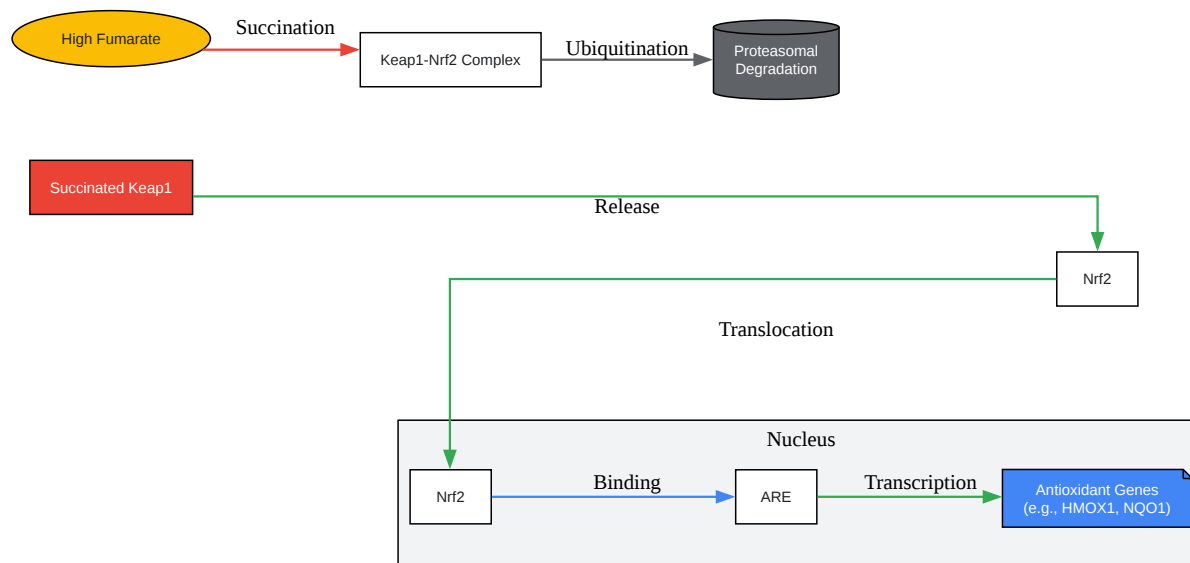 High Fumarate
Succination
Keap1-Nrf2 Complex
Ubiquitination
Proteasomal
Degradation
Succinated Keap1
Release
Nrf2
Translocation
Nucleus
Nrf2
Binding
ARE
Transcription
Antioxidant Genes
(e.g., HMOX1, NQO1)